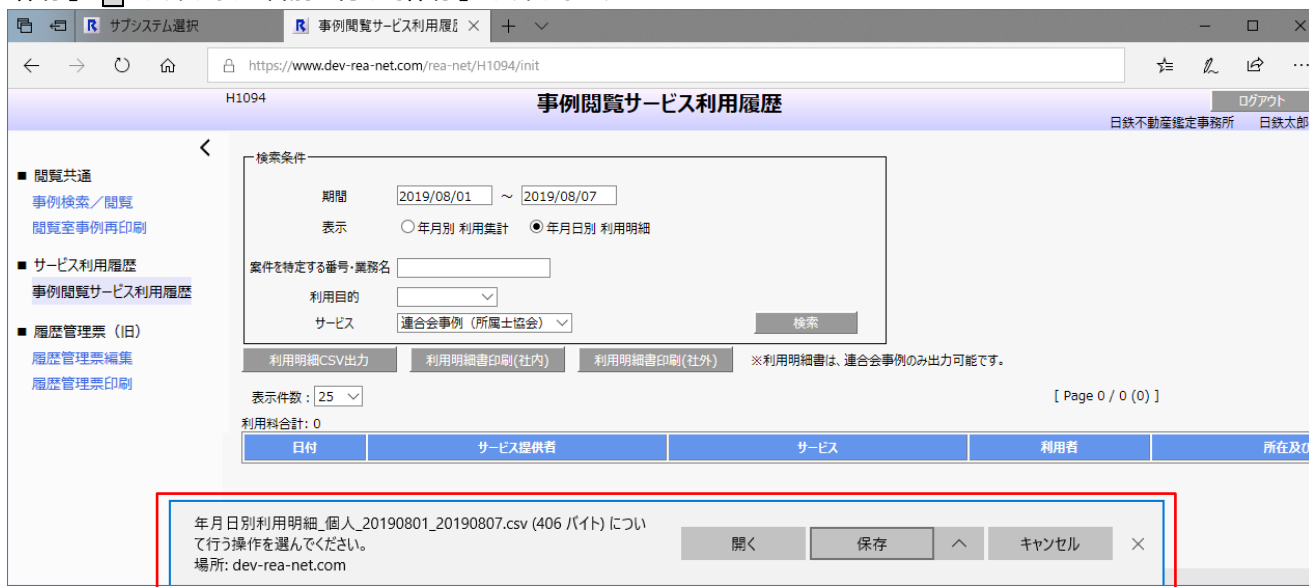 サブシステム選択
事例閲覧サービス利用履歴
https://www.dev-rea-net.com/rea-net/H1094/init
H1094
事例閲覧サービス利用履歴
ログアウト
日鉄不動産鑑定事務所 日鉄太郎
■ 閲覧共通
事例検索／閲覧
閲覧室事例再印刷
■ サービス利用履歴
事例閲覧サービス利用履歴
■ 履歴管理票（旧）
履歴管理票編集
履歴管理票印刷
検索条件
期間 2019/08/01 ～ 2019/08/07
表示 年月別 利用集計 年月日別 利用明細
案件を特定する番号・業務名
利用目的
サービス 連合会事例（所属士協会） 検索
利用明細CSV出力 利用明細書印刷(社内) 利用明細書印刷(社外) ※利用明細書は、連合会事例のみ出力可能です。
表示件数：25 [ Page 0 / 0 (0) ]
利用料合計: 0
日付 サービス提供者 サービス 利用者 所在及び
年月日別利用明細_個人_20190801_20190807.csv (406 バイト) につい
て行う操作を選んでください。
場所: dev-rea-net.com
開く 保存 キャンセル